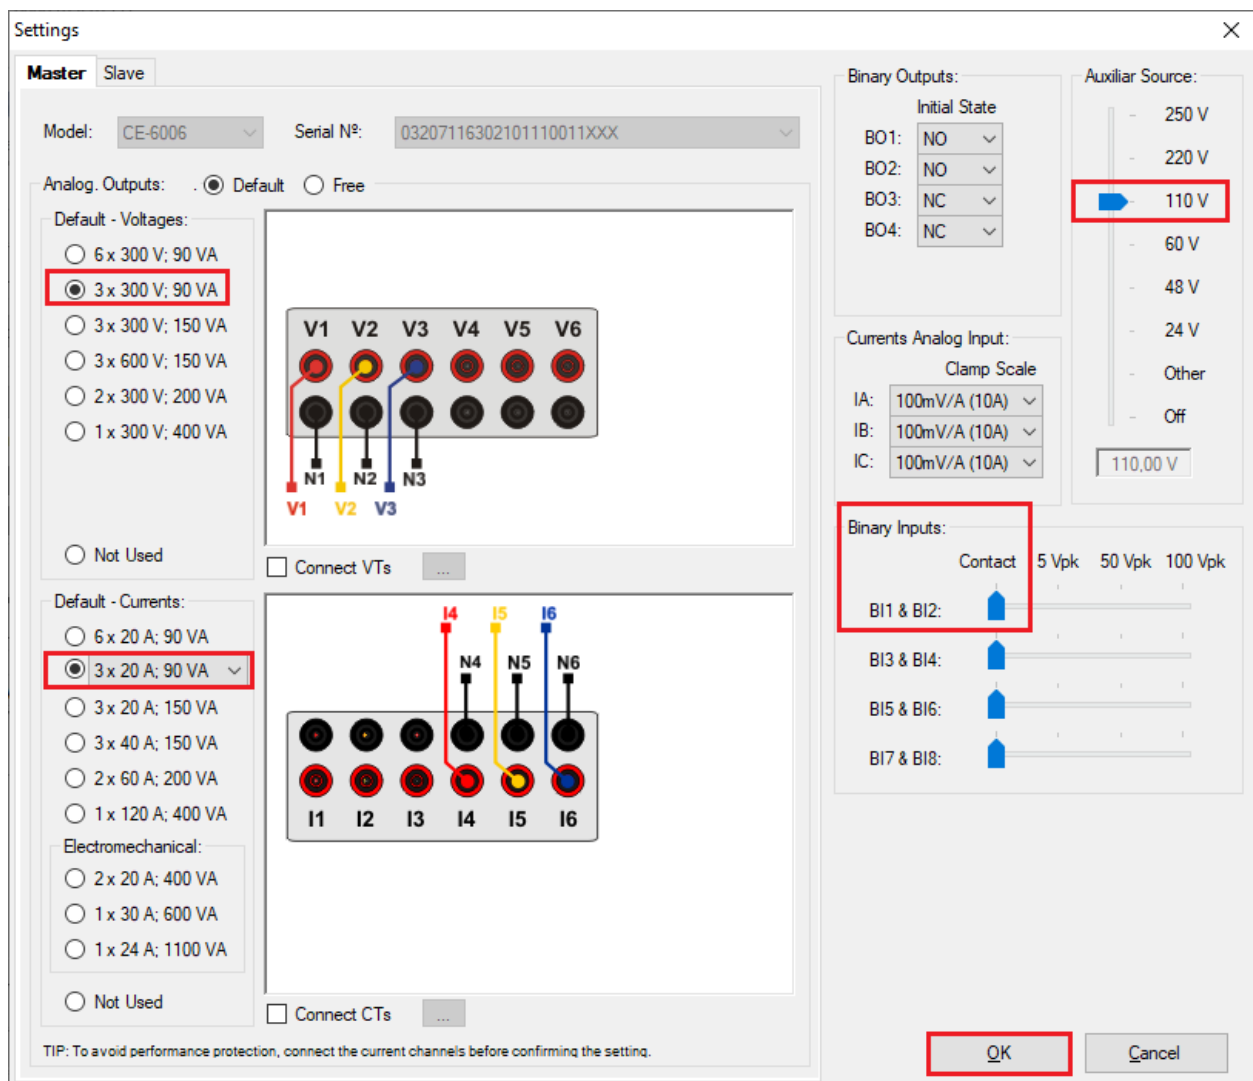 Settings
Master Slave
Model: CE-6006 Serial Nº: 03207116302101110011XXX
Analog. Outputs: . Default Free
Default - Voltages:
6 x 300 V; 90 VA
3 x 300 V; 90 VA
3 x 300 V; 150 VA
3 x 600 V; 150 VA
2 x 300 V; 200 VA
1 x 300 V; 400 VA
Not Used
V1 V2 V3 V4 V5 V6
N1 N2 N3
V1 V2 V3
Connect VTs ...
Default - Currents:
6 x 20 A; 90 VA
3 x 20 A; 90 VA
3 x 20 A; 150 VA
3 x 40 A; 150 VA
2 x 60 A; 200 VA
1 x 120 A; 400 VA
Electromechanical:
2 x 20 A; 400 VA
1 x 30 A; 600 VA
1 x 24 A; 1100 VA
Not Used
I4 I5 I6
N4 N5 N6
I1 I2 I3 I4 I5 I6
Connect CTs ...
TIP: To avoid performance protection, connect the current channels before confirming the setting.
Binary Outputs:
Initial State
BO1: NO
BO2: NO
BO3: NC
BO4: NC
Currents Analog Input:
Clamp Scale
IA: 100mV/A (10A)
IB: 100mV/A (10A)
IC: 100mV/A (10A)
Auxiliar Source:
250 V
220 V
110 V
60 V
48 V
24 V
Other
Off
110,00 V
Binary Inputs:
Contact 5 Vpk 50 Vpk 100 Vpk
BI1 & BI2:
BI3 & BI4:
BI5 & BI6:
BI7 & BI8:
OK Cancel